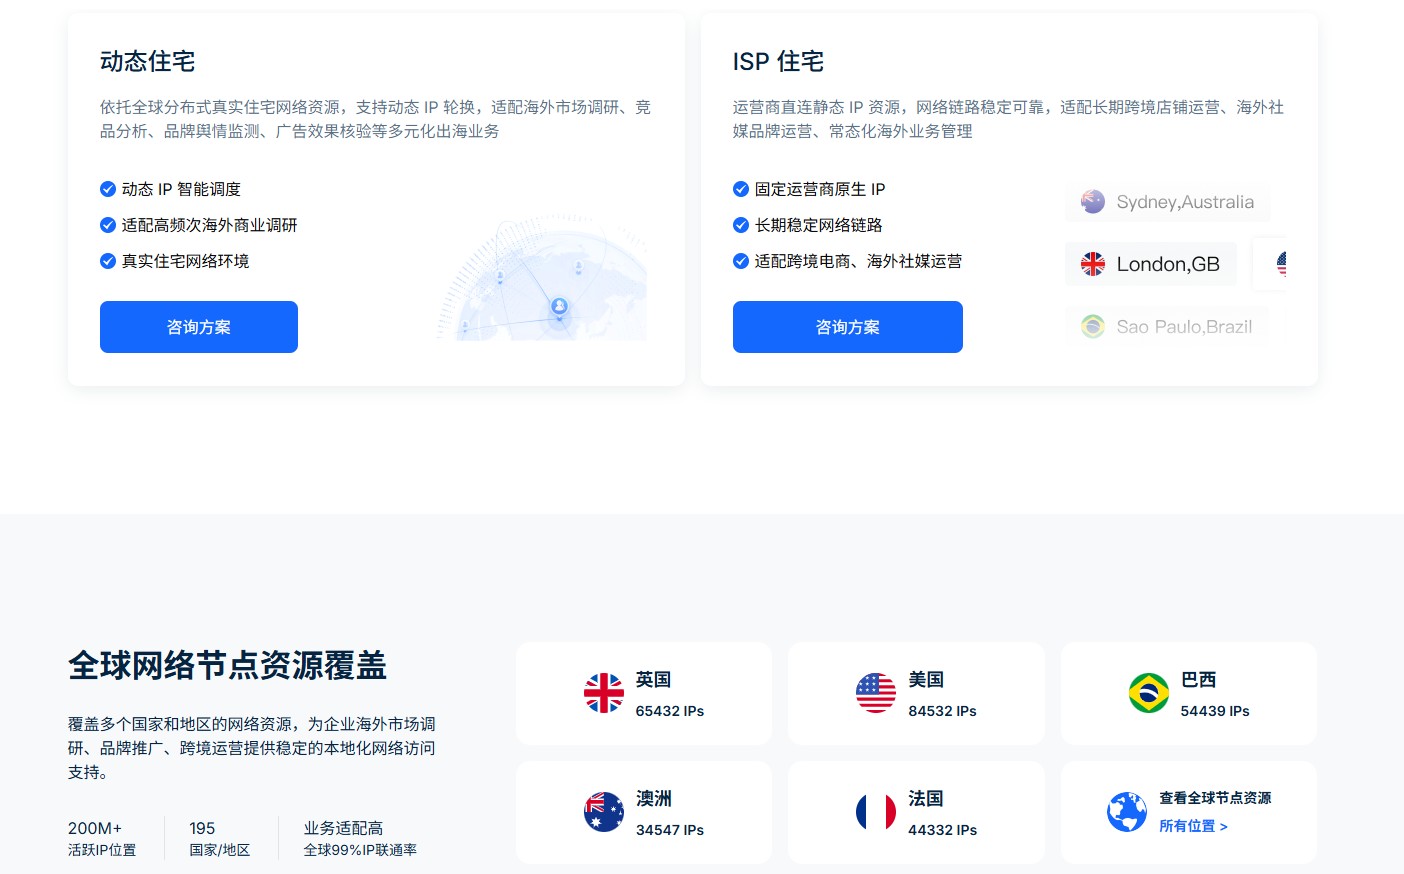 动态住宅
依托全球分布式真实住宅网络资源，支持动态 IP 轮换，适配海外市场调研、竞
品分析、品牌舆情监测、广告效果核验等多元化出海业务
动态 IP 智能调度
适配高频次海外商业调研
真实住宅网络环境
咨询方案
ISP 住宅
运营商直连静态 IP 资源，网络链路稳定可靠，适配长期跨境店铺运营、海外社
媒品牌运营、常态化海外业务管理
固定运营商原生 IP
长期稳定网络链路
适配跨境电商、海外社媒运营
咨询方案
Sydney,Australia
London,GB
Sao Paulo,Brazil
全球网络节点资源覆盖
覆盖多个国家和地区的网络资源，为企业海外市场调
研、品牌推广、跨境运营提供稳定的本地化网络访问
支持。
200M+
活跃IP位置
195
国家/地区
业务适配高
全球99%IP联通率
英国
65432 IPs
美国
84532 IPs
巴西
54439 IPs
澳洲
34547 IPs
法国
44332 IPs
查看全球节点资源
所有位置 >